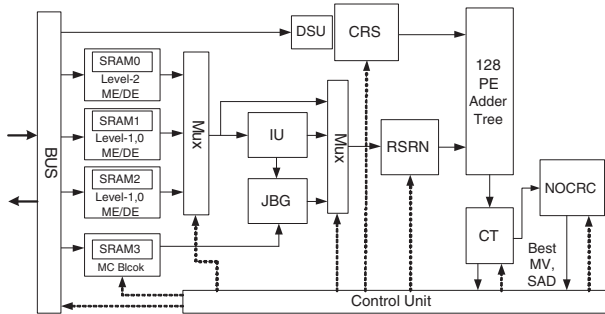 BUS
SRAM0
Level-2
ME/DE
SRAM1
Level-1,0
ME/DE
SRAM2
Level-1,0
ME/DE
SRAM3
MC Blcok
Mux
IU
JBG
Mux
DSU
CRS
RSRN
128
PE
Adder
Tree
CT
NOCRC
Best
MV,
SAD
Control Unit